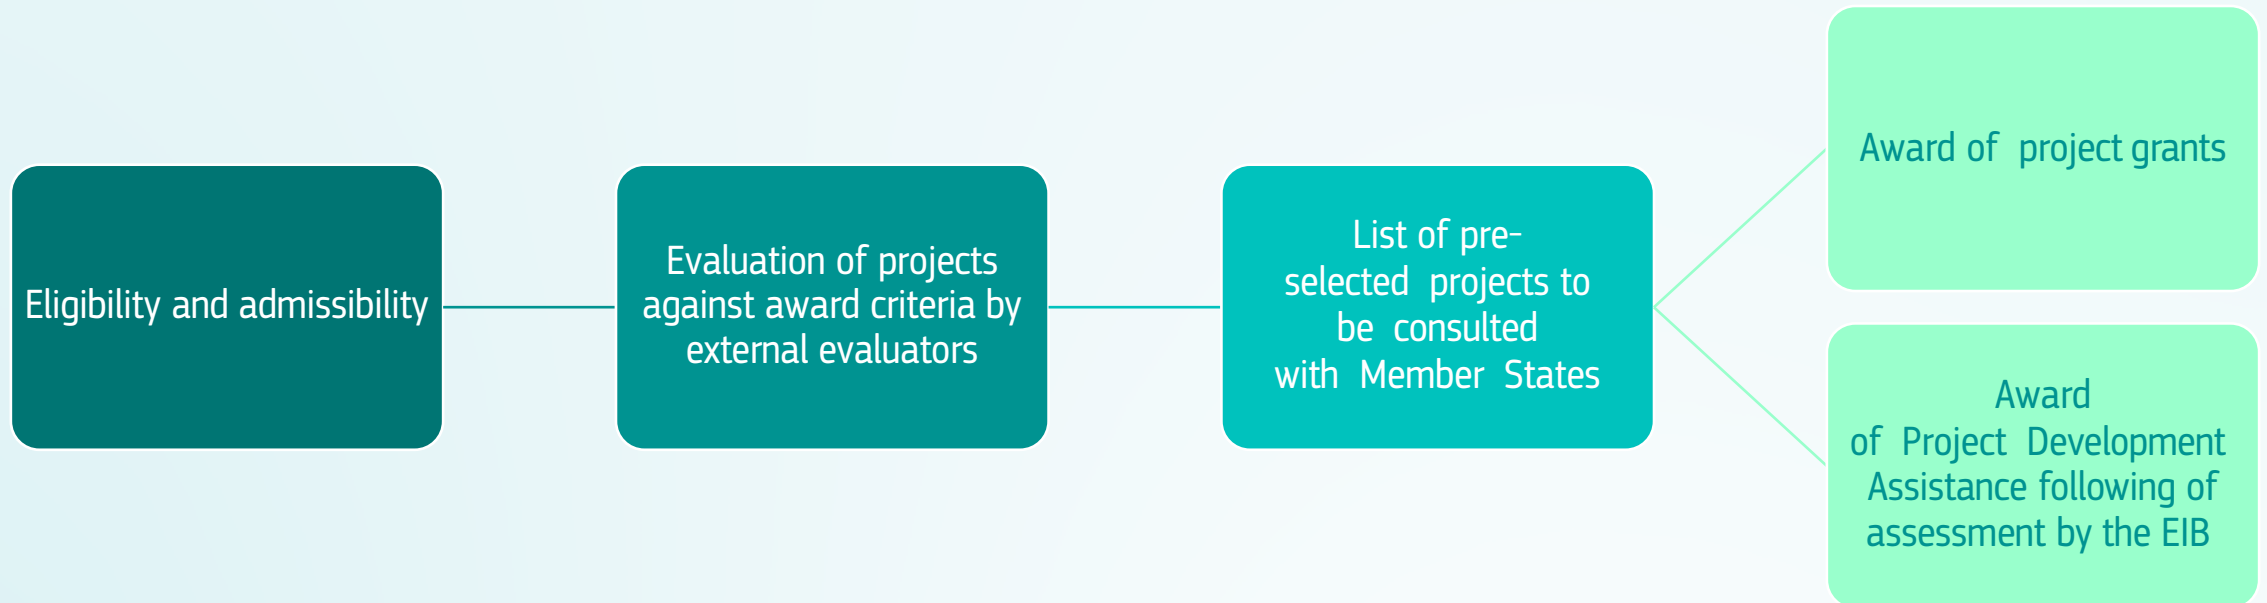 Eligibility and admissibility
Evaluation of projects
against award criteria by
external evaluators
List of pre-
selected projects to
be consulted
with Member States
Award of project grants
Award
of Project Development
Assistance following of
assessment by the EIB